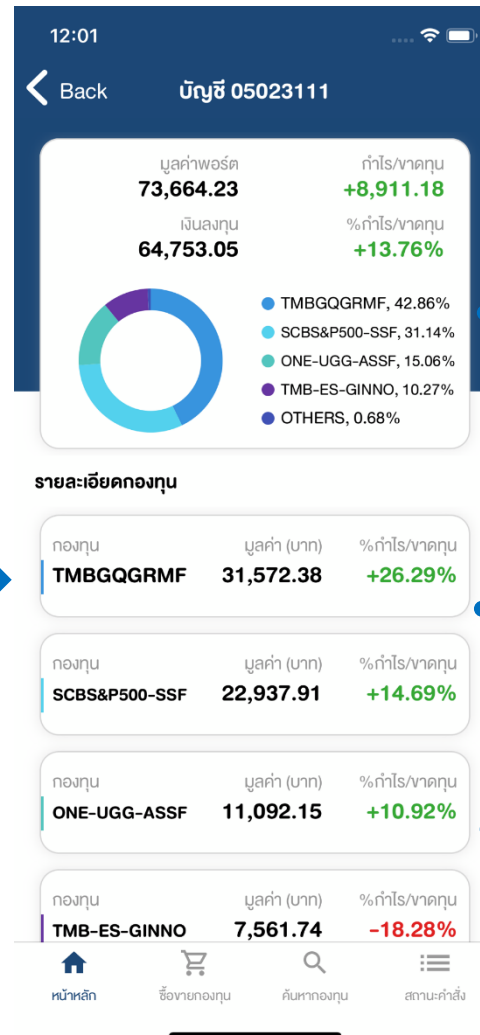 12:01
Back
บัญชี 05023111
มูลค่าพอร์ต กำไร/ขาดทุน
73,664.23 +8,911.18
เงินลงทุน %กำไร/ขาดทุน
64,753.05 +13.76%
TMBGQGRMF, 42.86%
SCBS&P500-SSF, 31.14%
ONE-UGG-ASSF, 15.06%
TMB-ES-GINNO, 10.27%
OTHERS, 0.68%
รายละเอียดกองทุน
กองทุน มูลค่า (บาท) %กำไร/ขาดทุน
TMBGQGRMF 31,572.38 +26.29%
กองทุน มูลค่า (บาท) %กำไร/ขาดทุน
SCBS&P500-SSF 22,937.91 +14.69%
กองทุน มูลค่า (บาท) %กำไร/ขาดทุน
ONE-UGG-ASSF 11,092.15 +10.92%
กองทุน มูลค่า (บาท) %กำไร/ขาดทุน
TMB-ES-GINNO 7,561.74 -18.28%
หน้าหลัก ซื้อขายกองทุน ค้นหากองทุน สถานะคำสั่ง